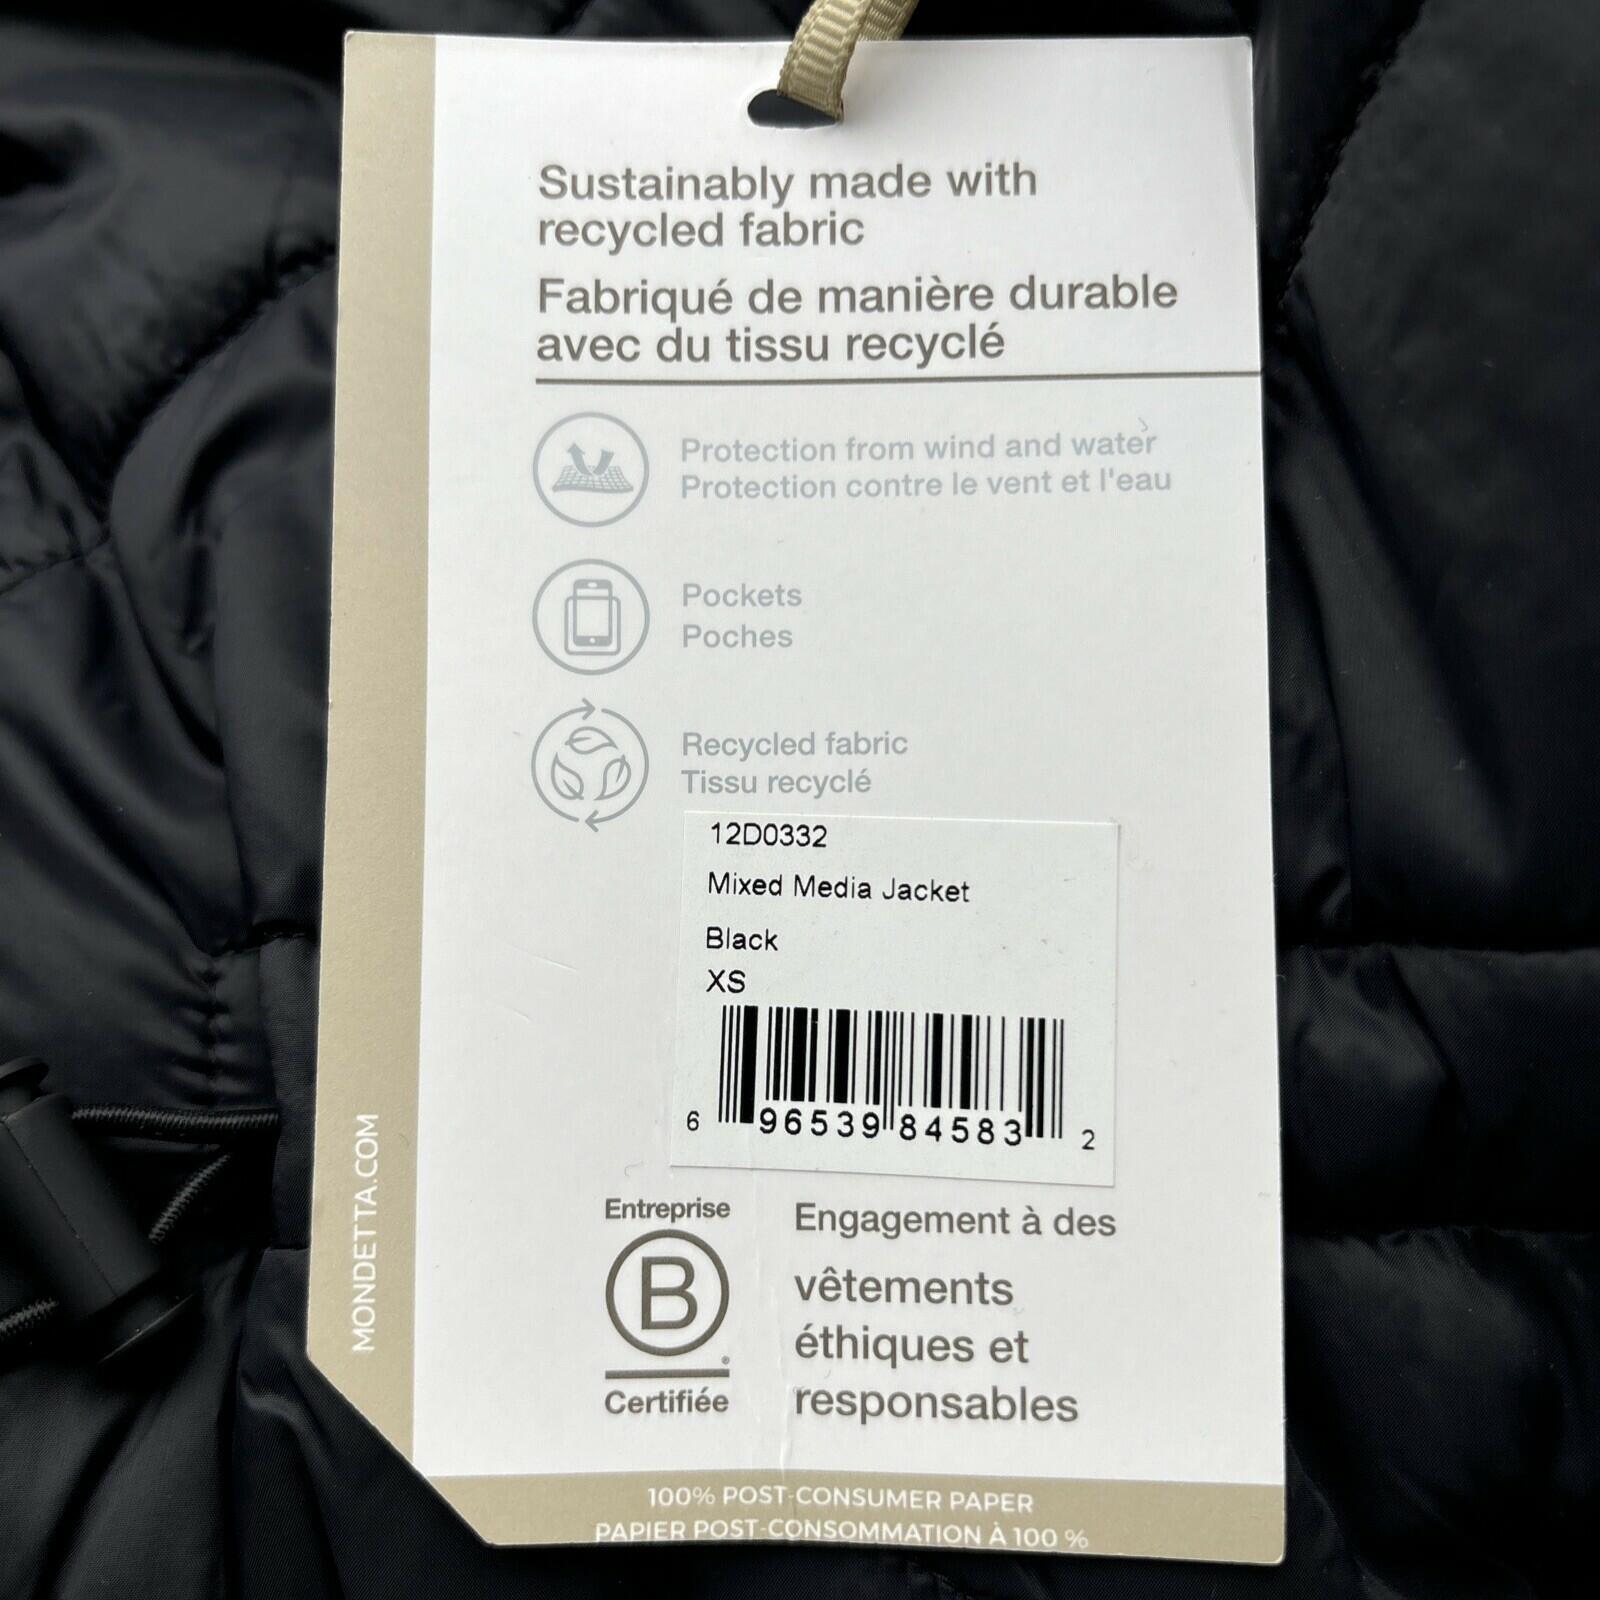 Sustainably made with
recycled fabric
Fabriqué de manière durable
avec du tissu recyclé
Protection from wind and water
Protection contre le vent et l'eau
Pockets
Poches
Recycled fabric
Tissu recyclé
12D0332
Mixed Media Jacket
Black
XS
6 96539 84583 2
MONDETTA.COM
Entreprise
B
®
Certifiée
Engagement à des
vêtements
éthiques et
responsables
100% POST-CONSUMER PAPER
PAPIER POST-CONSOMMATION À 100 %